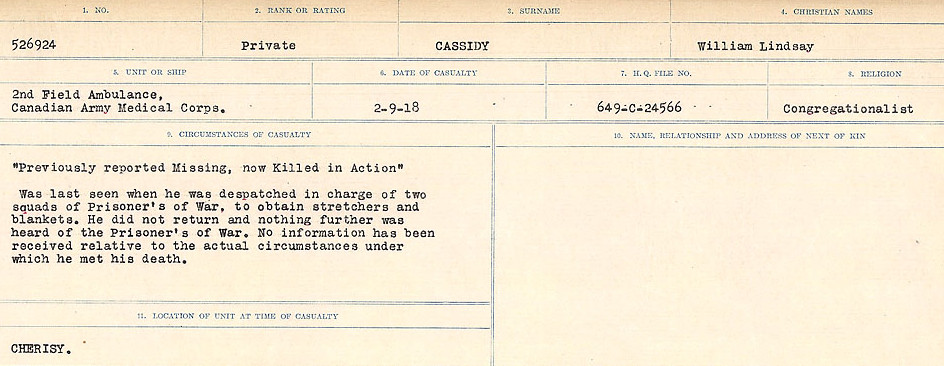 1. NO.
2. RANK OR RATING
3. SURNAME
4. CHRISTIAN NAMES
526924
Private
CASSIDY
William Lindsay
5. UNIT OR SHIP
6. DATE OF CASUALTY
7. H.Q. FILE NO.
8. RELIGION
2nd Field Ambulance,
Canadian Army Medical Corps.
2-9-18
649-C-24566
Congregationalist
9. CIRCUMSTANCES OF CASUALTY
10. NAME, RELATIONSHIP AND ADDRESS OF NEXT OF KIN
"Previously reported Missing, now Killed in Action"
Was last seen when he was despatched in charge of two
squads of Prisoner's of War, to obtain stretchers and
blankets. He did not return and nothing further was
heard of the Prisoner's of War. No information has been
received relative to the actual circumstances under
which he met his death.
11. LOCATION OF UNIT AT TIME OF CASUALTY
CHERISY.